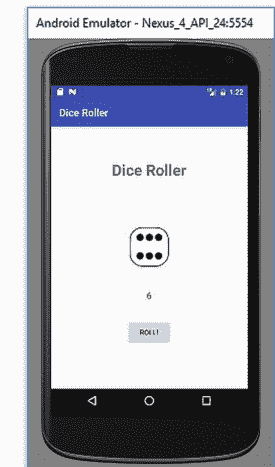 Android Emulator - Nexus_4_API_24:5554
1:22
Dice Roller
Dice Roller
6
ROLL!